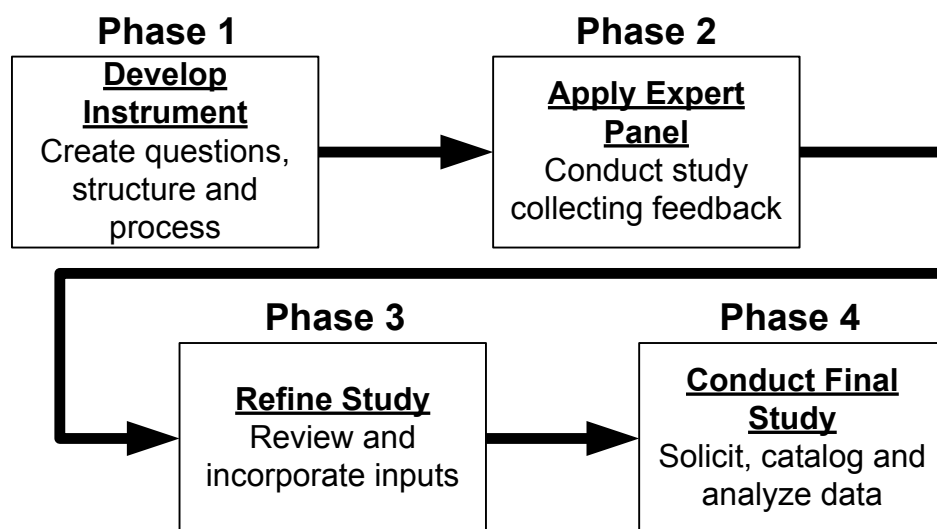 Phase 1
Develop
Instrument
Create questions,
structure and
process
Phase 2
Apply Expert
Panel
Conduct study
collecting feedback
Phase 3
Refine Study
Review and
incorporate inputs
Phase 4
Conduct Final
Study
Solicit, catalog and
analyze data